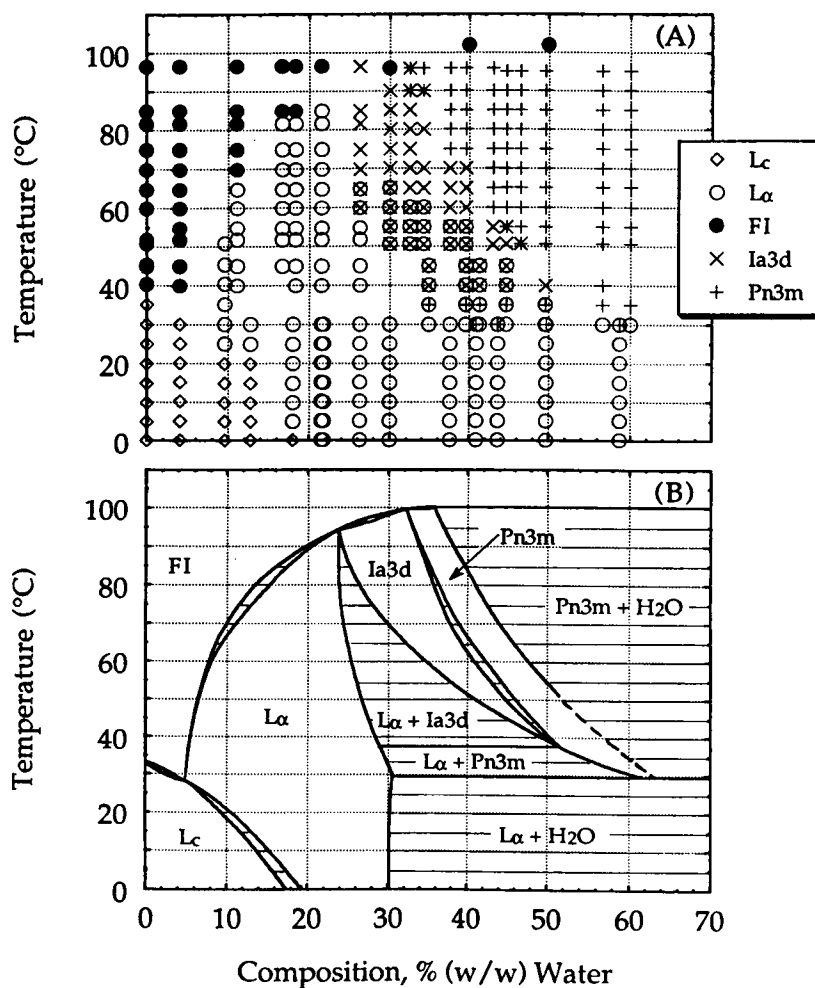 (A)
100
80
60
40
20
0
Temperature (°C)
Lc
Lα
FI
Ia3d
Pn3m
(B)
100
80
60
40
20
0
Temperature (°C)
FI
Ia3d
Pn3m
Pn3m + H2O
Lα
Lα + Ia3d
Lα + Pn3m
Lc
Lα + H2O
0 10 20 30 40 50 60 70
Composition, % (w/w) Water